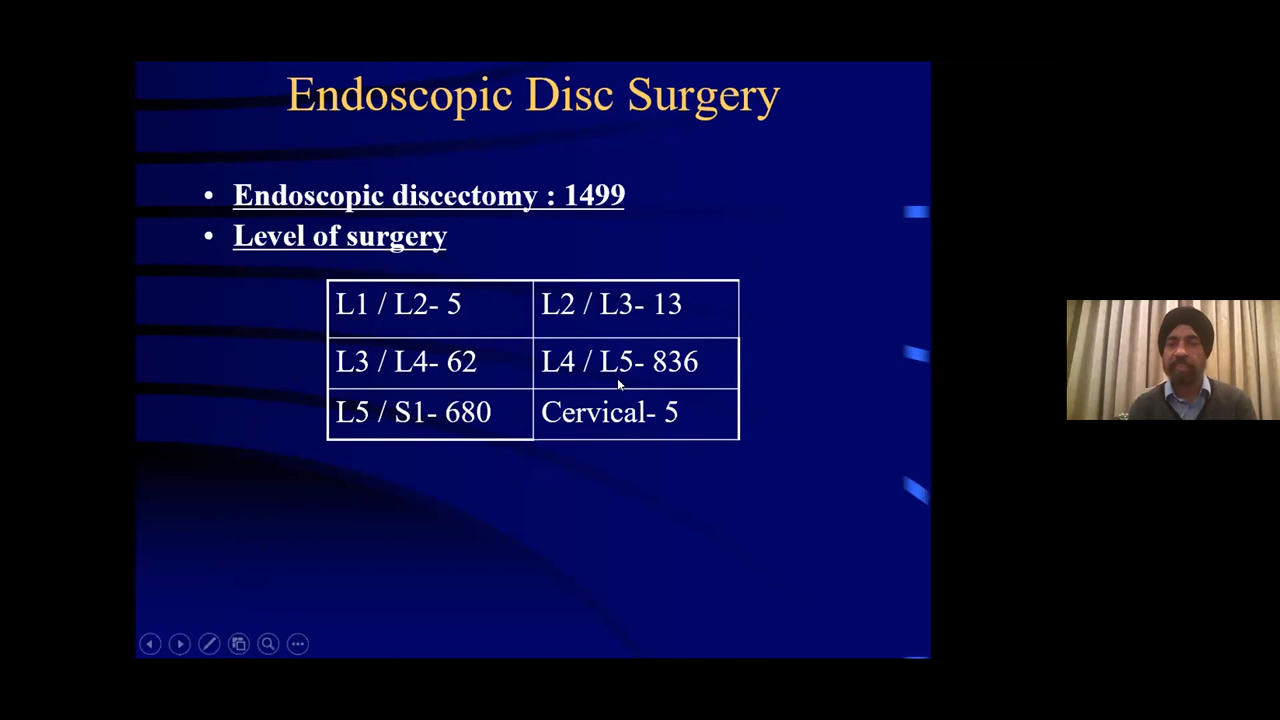 Endoscopic Disc Surgery
• Endoscopic discectomy : 1499
• Level of surgery
L1 / L2- 5
L2 / L3- 13
L3 / L4- 62
L4 / L5- 836
L5 / S1- 680
Cervical- 5